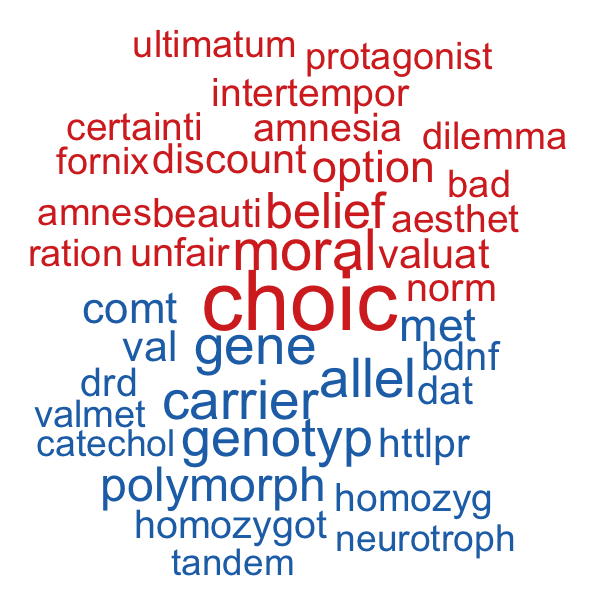 ultimatum protagonist
intertempor
certainti amnesia dilemma
fornix discount option bad
amnes beauti belief aesthet
ration unfair moral valuat
choic norm
comt met
val gene bdnf
drd allel dat
valmet carrier
catechol genotyp httlpr
polymorph homozyg
homozygot neurotroph
tandem